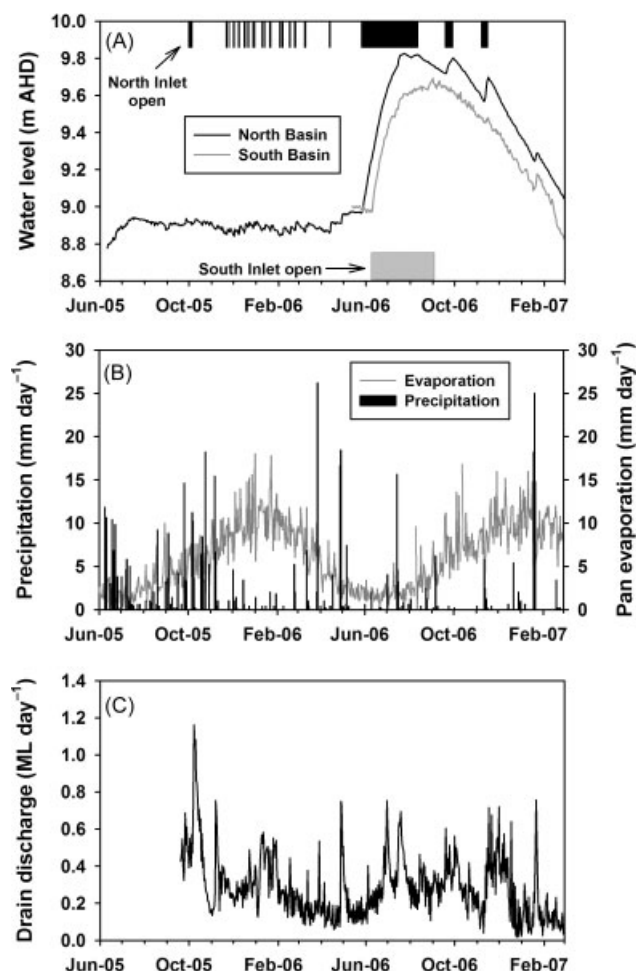 (A)
10.0
9.8
9.6
9.4
9.2
9.0
8.8
8.6
Water level (m AHD)
North Inlet
open
North Basin
South Basin
South Inlet open
Jun-05 Oct-05 Feb-06 Jun-06 Oct-06 Feb-07
(B)
30
25
20
15
10
5
0
Precipitation (mm day⁻¹)
Evaporation
Precipitation
30
25
20
15
10
5
0
Pan evaporation (mm day⁻¹)
Jun-05 Oct-05 Feb-06 Jun-06 Oct-06 Feb-07
(C)
1.4
1.2
1.0
0.8
0.6
0.4
0.2
0.0
Drain discharge (ML day⁻¹)
Jun-05 Oct-05 Feb-06 Jun-06 Oct-06 Feb-07